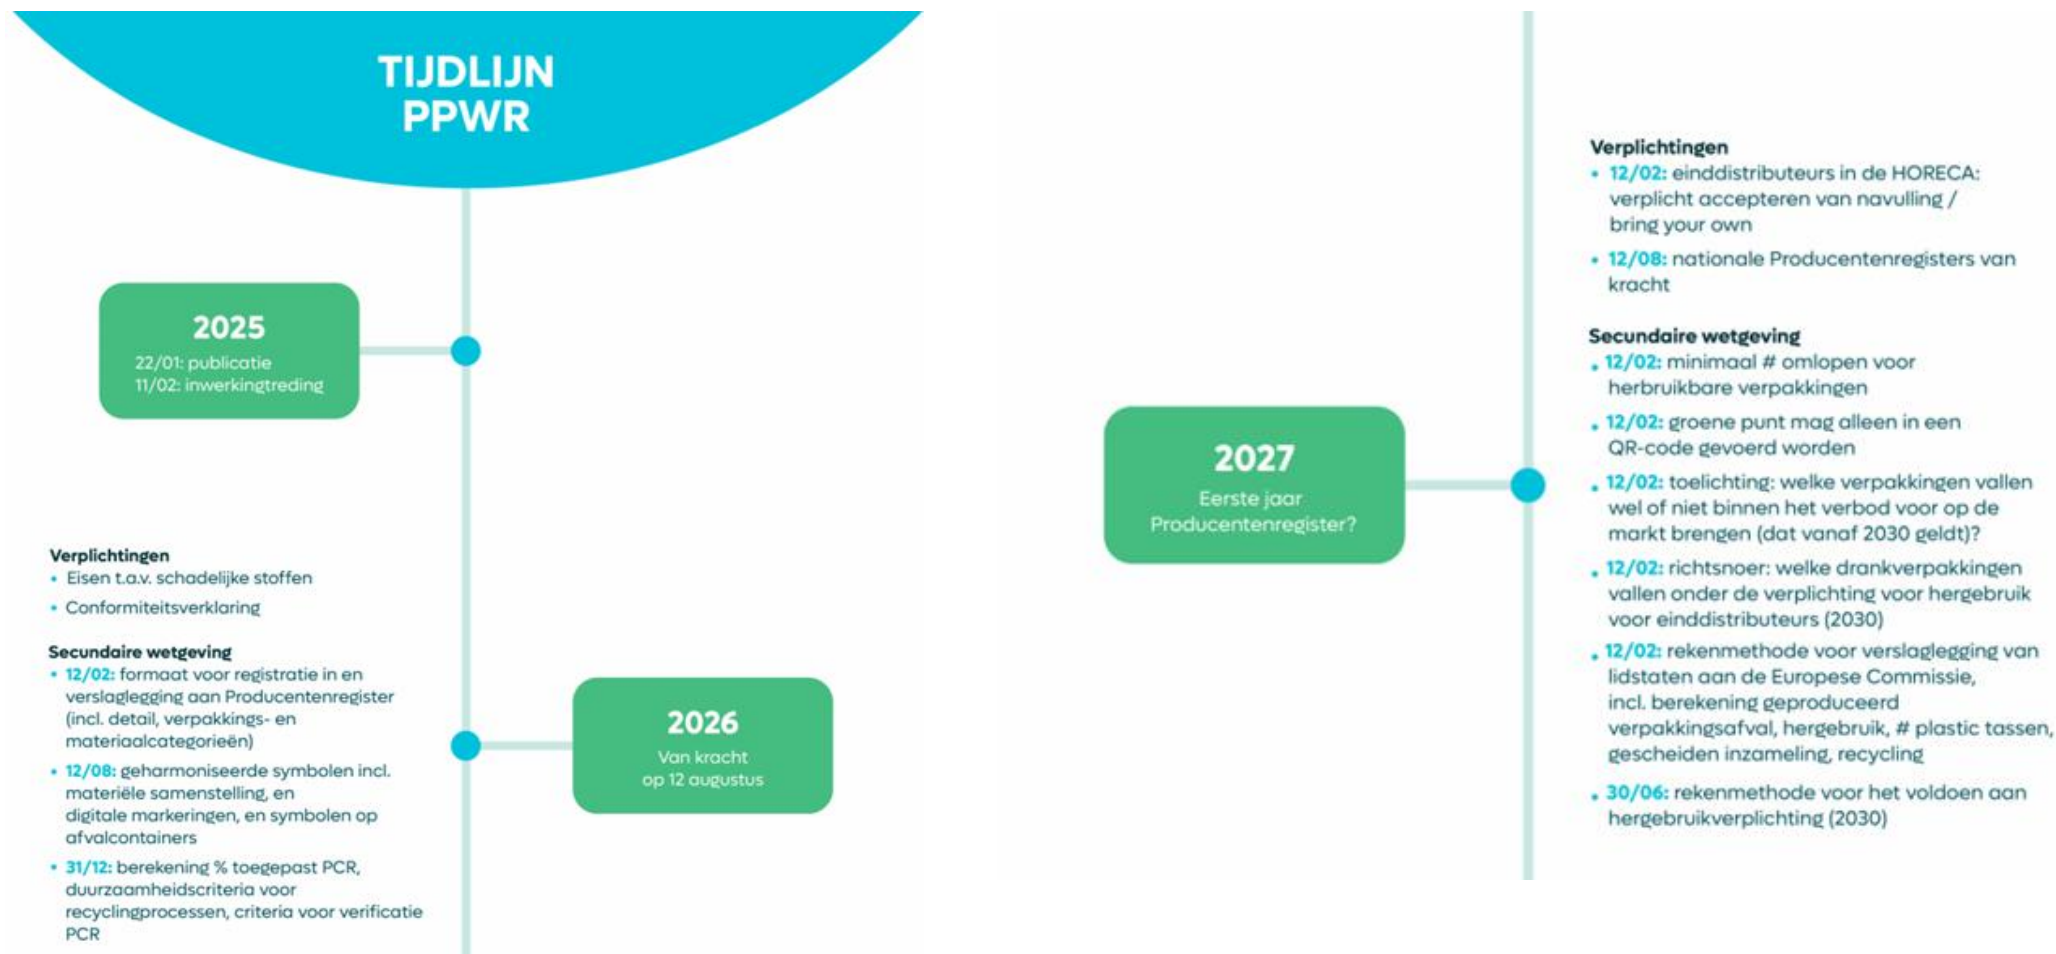 TIJDLIJN
PPWR
2025
22/01: publicatie
11/02: inwerkingtreding
Verplichtingen
• Eisen t.a.v. schadelijke stoffen
• Conformiteitsverklaring
Secundaire wetgeving
• 12/02: formaat voor registratie in en
verslaglegging aan Producentenregister
(incl. detail, verpakkings- en
materiaalcategorieën)
• 12/08: geharmoniseerde symbolen incl.
materiële samenstelling, en
digitale markeringen, en symbolen op
afvalcontainers
• 31/12: berekening % toegepast PCR,
duurzaamheidscriteria voor
recyclingprocessen, criteria voor verificatie
PCR
2026
Van kracht
op 12 augustus
2027
Eerste jaar
Producentenregister?
Verplichtingen
• 12/02: einddistributeurs in de HORECA:
verplicht accepteren van navulling /
bring your own
• 12/08: nationale Producentenregisters van
kracht
Secundaire wetgeving
• 12/02: minimaal # omlopen voor
herbruikbare verpakkingen
• 12/02: groene punt mag alleen in een
QR-code gevoerd worden
• 12/02: toelichting: welke verpakkingen vallen
wel of niet binnen het verbod voor op de
markt brengen (dat vanaf 2030 geldt)?
• 12/02: richtsnoer: welke drankverpakkingen
vallen onder de verplichting voor hergebruik
voor einddistributeurs (2030)
• 12/02: rekenmethode voor verslaglegging van
lidstaten aan de Europese Commissie,
incl. berekening geproduceerd
verpakkingsafval, hergebruik, # plastic tassen,
gescheiden inzameling, recycling
• 30/06: rekenmethode voor het voldoen aan
hergebruikverplichting (2030)